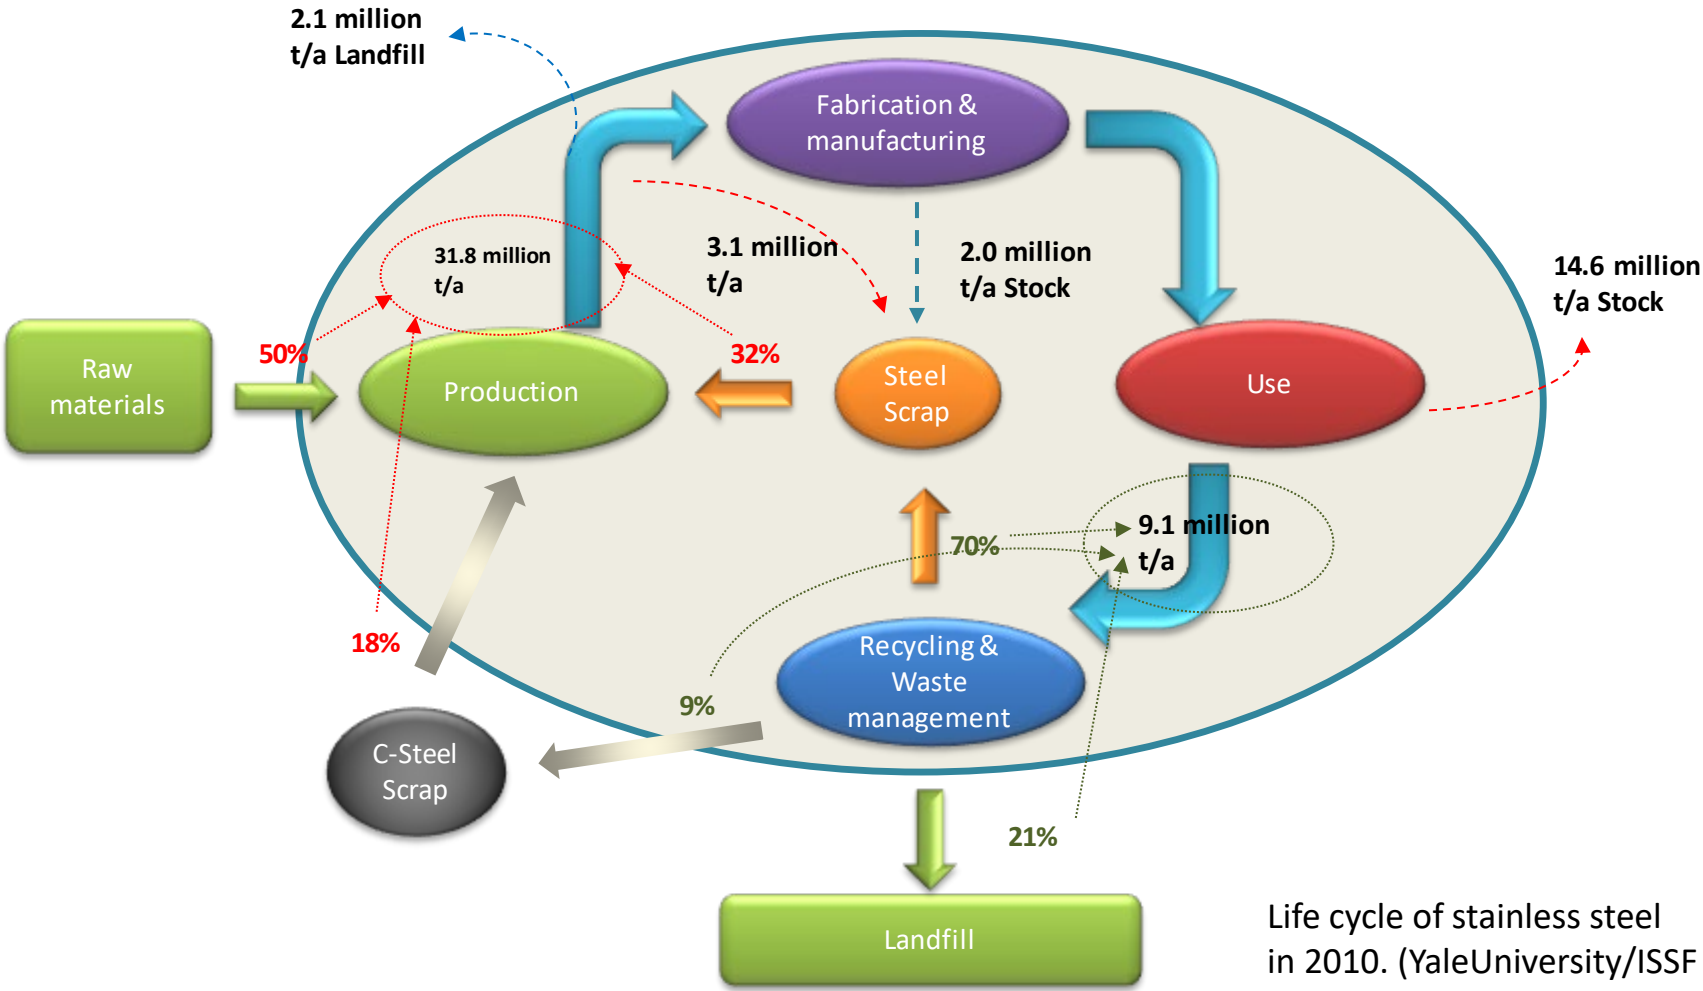 2.1 million
t/a Landfill
Fabrication &
manufacturing
31.8 million
t/a
3.1 million
t/a
2.0 million
t/a Stock
14.6 million
t/a Stock
50%
32%
Raw
materials
Production
Steel
Scrap
Use
70%
9.1 million
t/a
18%
Recycling &
Waste
management
9%
C-Steel
Scrap
21%
Landfill
Life cycle of stainless steel
in 2010. (YaleUniversity/ISSF